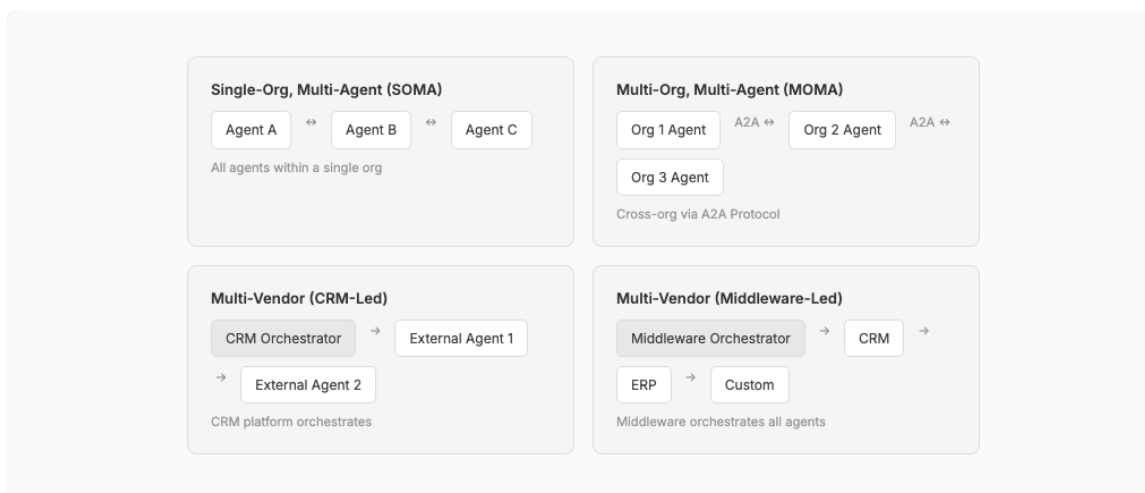 Single-Org, Multi-Agent (SOMA)
Agent A ↔ Agent B ↔ Agent C
All agents within a single org
Multi-Org, Multi-Agent (MOMA)
Org 1 Agent A2A ↔ Org 2 Agent A2A ↔
Org 3 Agent
Cross-org via A2A Protocol
Multi-Vendor (CRM-Led)
CRM Orchestrator → External Agent 1
→ External Agent 2
CRM platform orchestrates
Multi-Vendor (Middleware-Led)
Middleware Orchestrator → CRM →
ERP → Custom
Middleware orchestrates all agents